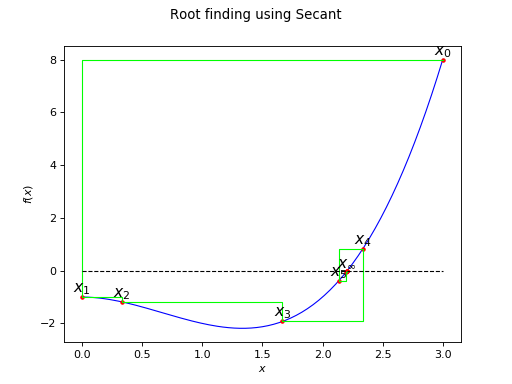 Root finding using Secant
x₀
8
6
4
f(x)
2
x₄
x∞
0
x₅
x₁
x₂
x₃
−2
0.0 0.5 1.0 1.5 2.0 2.5 3.0
x